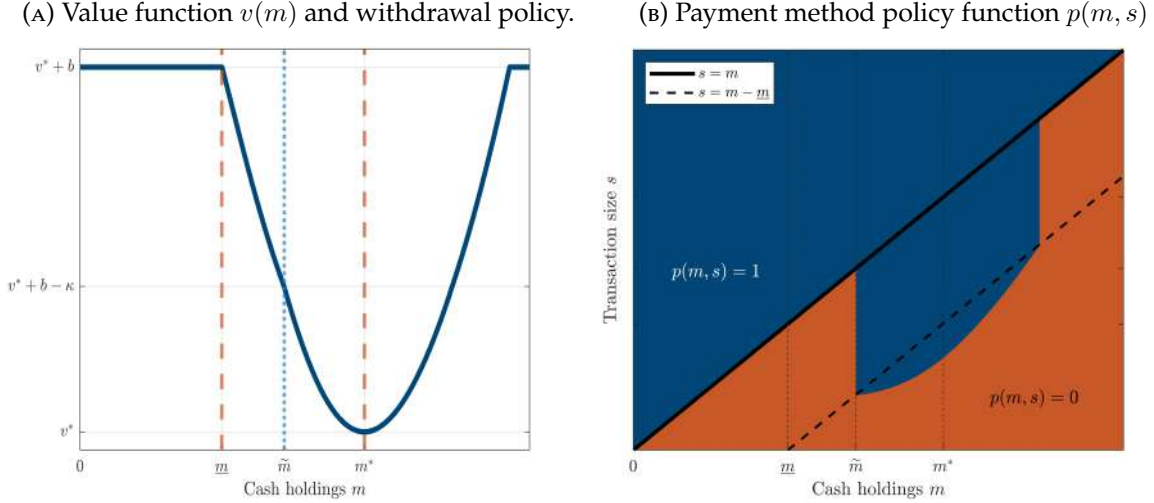 (A) Value function v(m) and withdrawal policy.
v* + b
v* + b − κ
v*
0
m̲
m̃
m*
Cash holdings m
(B) Payment method policy function p(m, s)
s = m
s = m − m̲
Transaction size s
p(m, s) = 1
p(m, s) = 0
0
m̲
m̃
m*
Cash holdings m